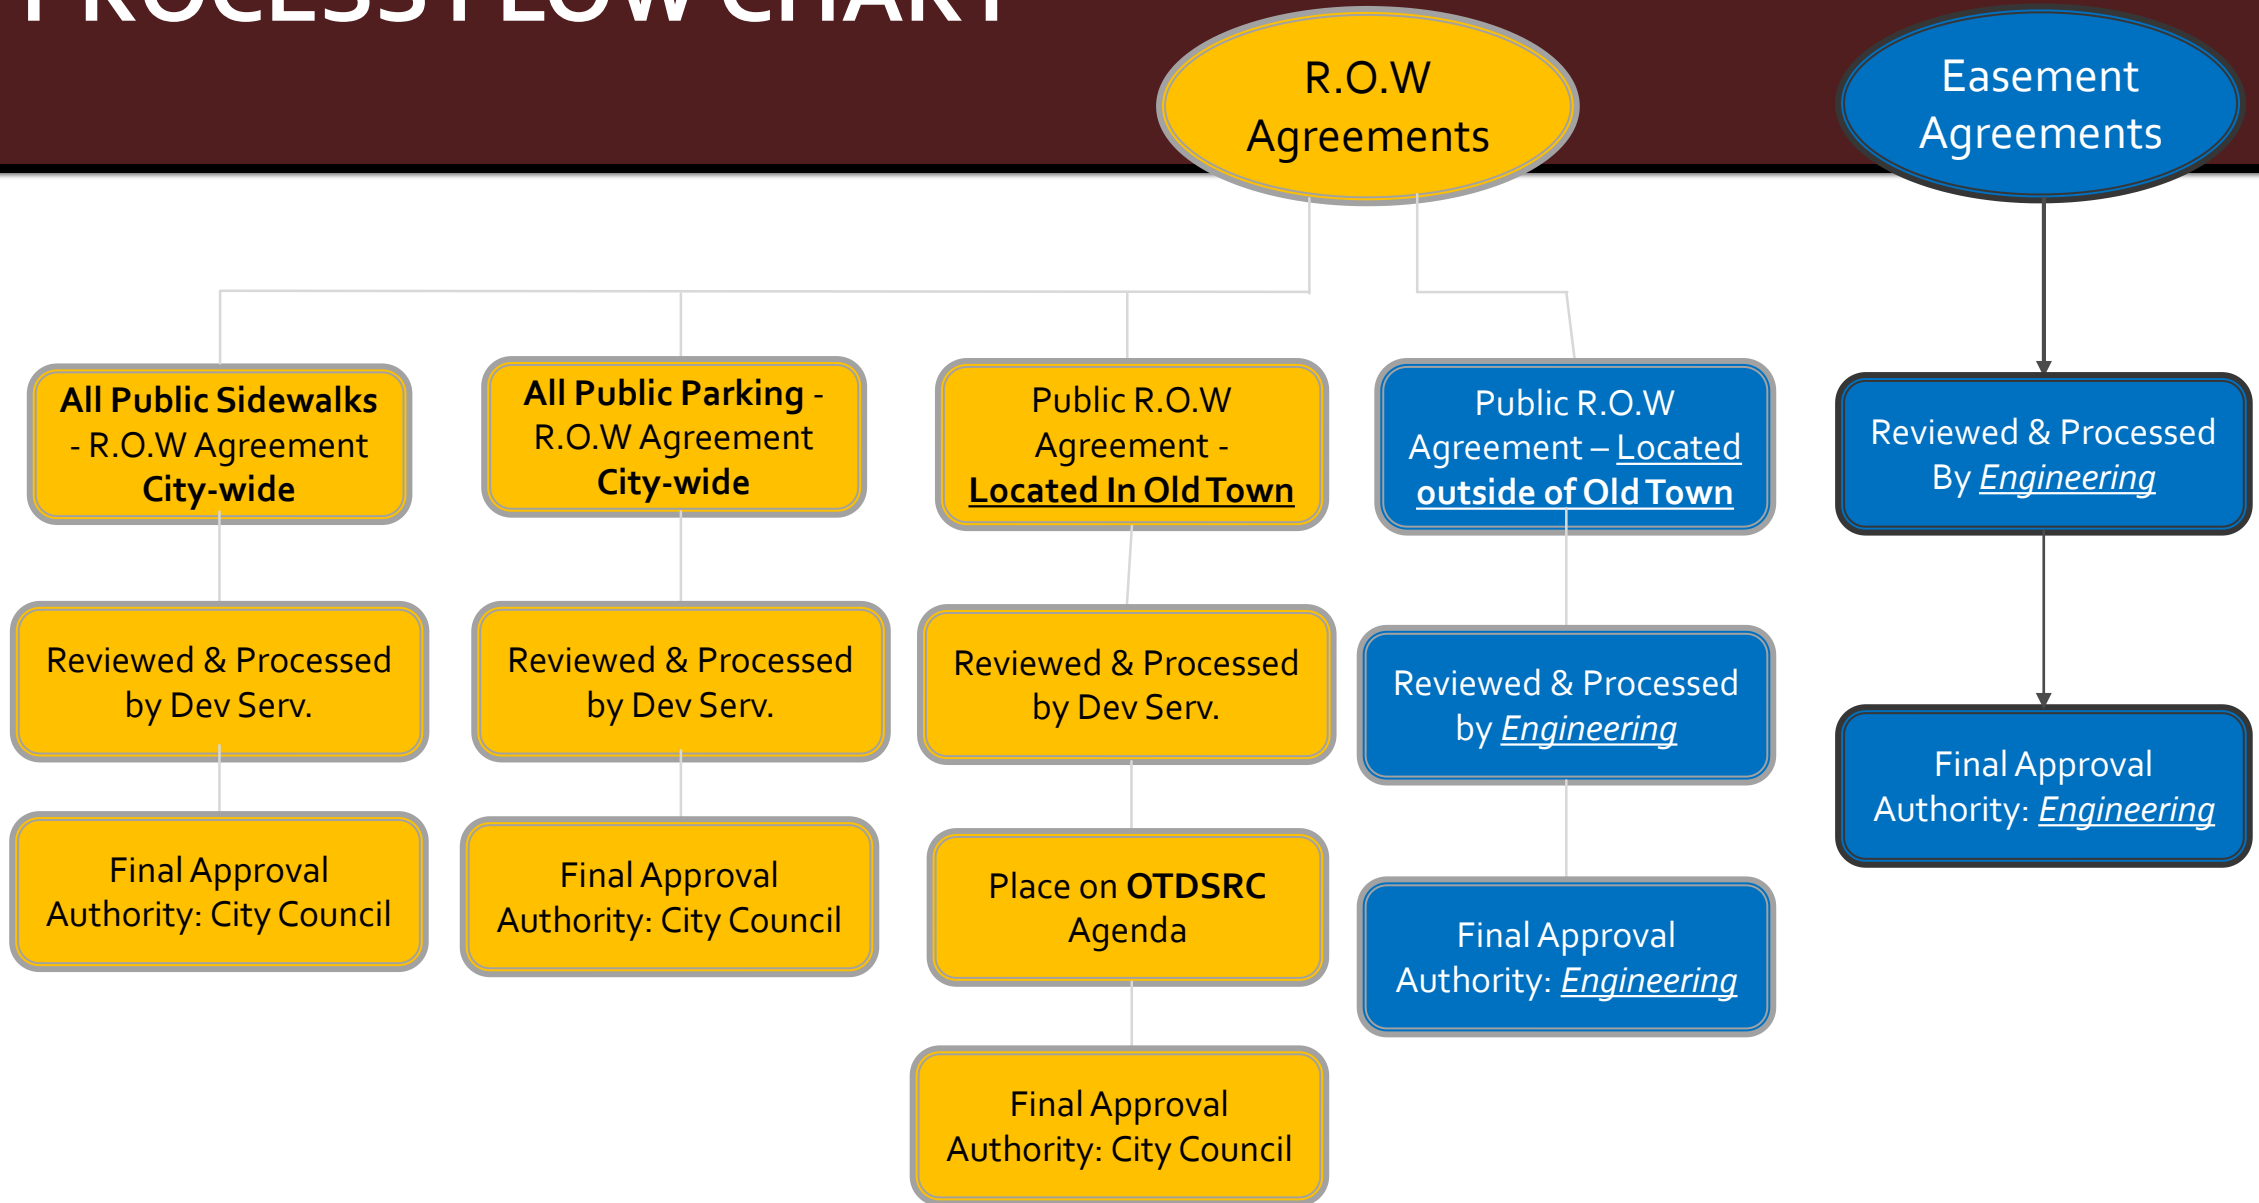 PROCESS FLOW CHART
R.O.W
Agreements
Easement
Agreements
All Public Sidewalks
- R.O.W Agreement
City-wide
All Public Parking -
R.O.W Agreement
City-wide
Public R.O.W
Agreement -
Located In Old Town
Public R.O.W
Agreement – Located
outside of Old Town
Reviewed & Processed
By Engineering
Reviewed & Processed
by Dev Serv.
Reviewed & Processed
by Dev Serv.
Reviewed & Processed
by Dev Serv.
Reviewed & Processed
by Engineering
Final Approval
Authority: Engineering
Final Approval
Authority: City Council
Final Approval
Authority: City Council
Place on OTDSRC
Agenda
Final Approval
Authority: Engineering
Final Approval
Authority: City Council